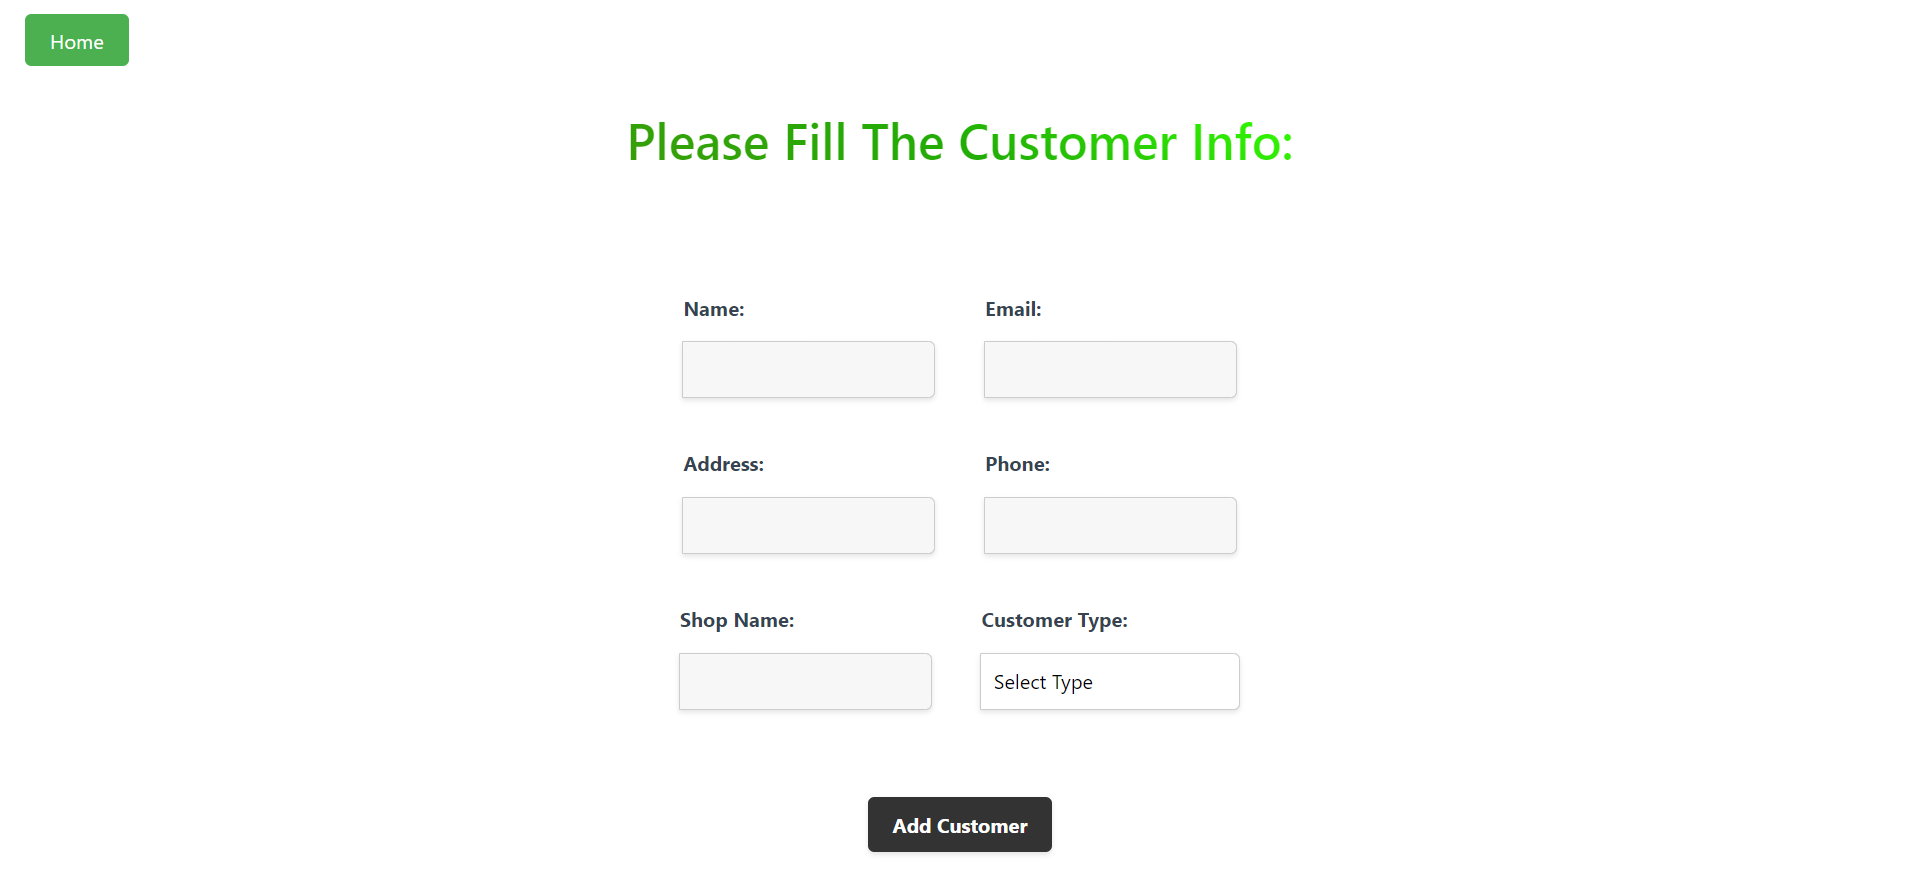 Home
Please Fill The Customer Info:
Name:
Email:
Address:
Phone:
Shop Name:
Customer Type:
Select Type
Add Customer